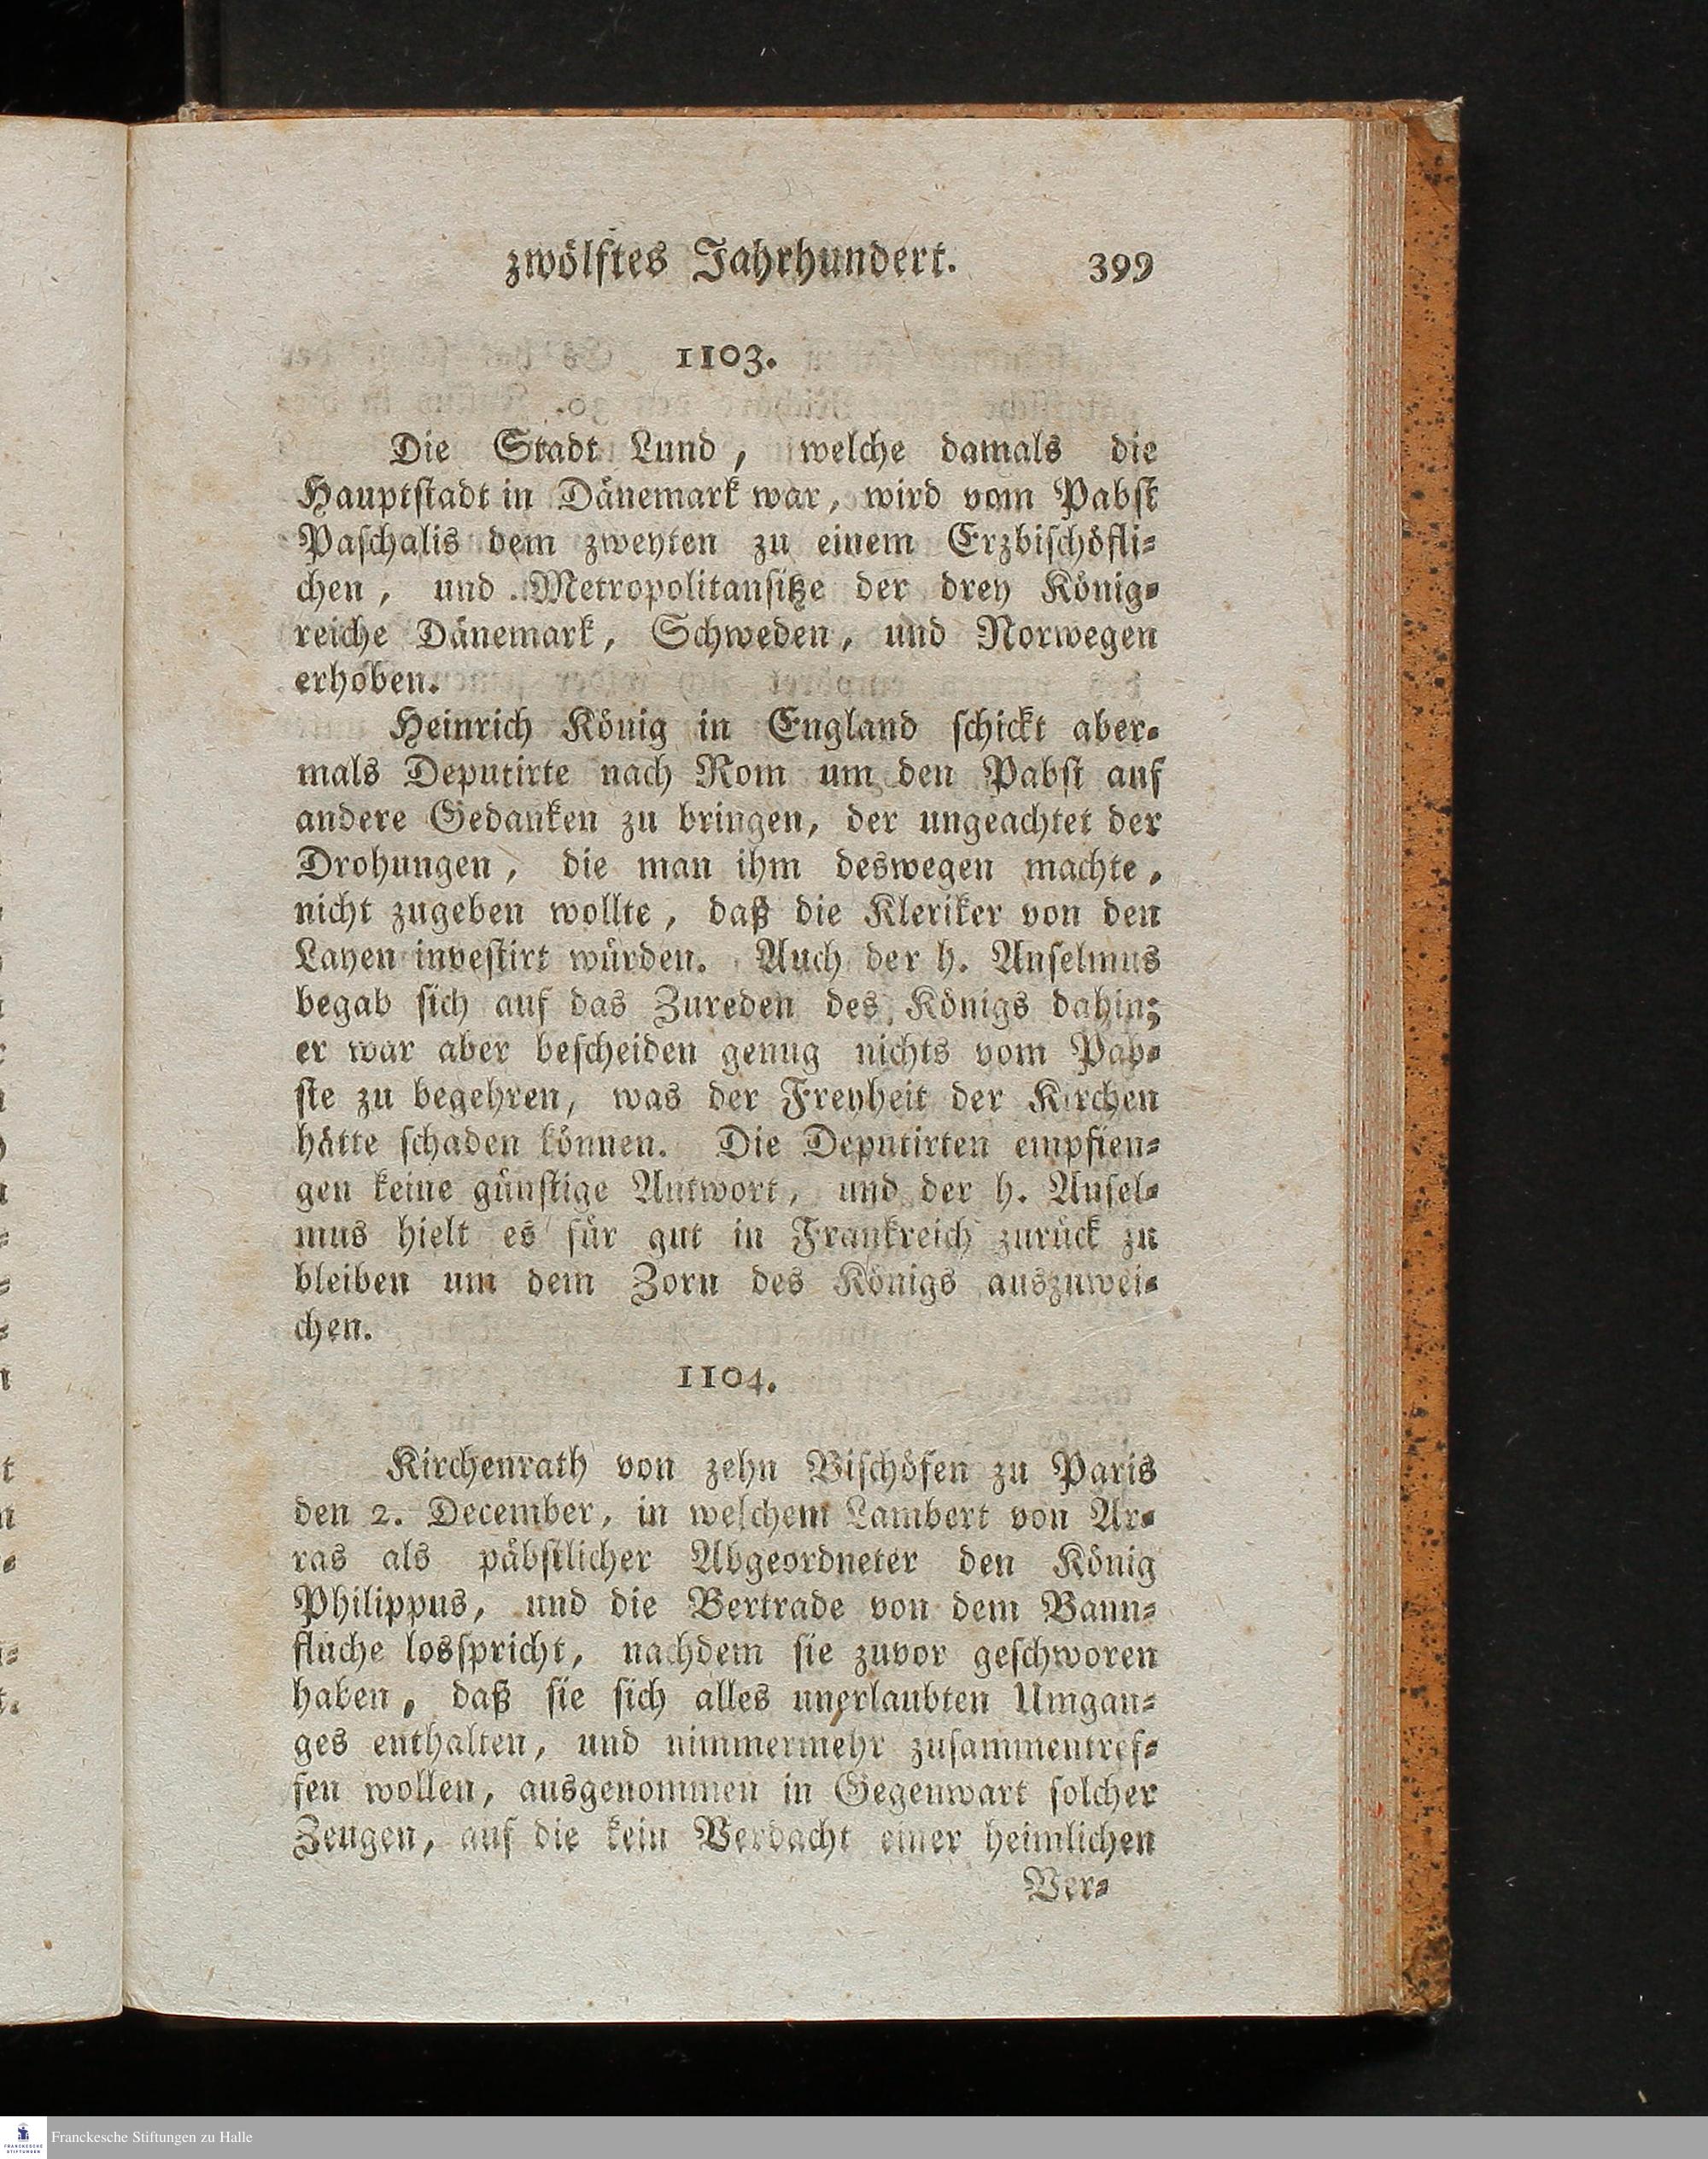 zwölftes Jahrhundert. 399
1103.
Die Stadt Lund, welche damals die
Hauptstadt in Dänemark war, wird vom Pabst
Paschalis dem zweyten zu einem Erzbischöfli-
chen, und Metropolitansitze der drey König-
reiche Dänemark, Schweden, und Norwegen
erhoben.
Heinrich König in England schickt aber-
mals Deputirte nach Rom um den Pabst auf
andere Gedanken zu bringen, der ungeachtet der
Drohungen, die man ihm deswegen machte,
nicht zugeben wollte, daß die Kleriker von den
Layen investirt würden. Auch der h. Anselmus
begab sich auf das Zureden des Königs dahin;
er war aber bescheiden genug nichts vom Pab-
ste zu begehren, was der Freyheit der Kirchen
hätte schaden können. Die Deputirten empfien-
gen keine günstige Antwort, und der h. Ansel-
mus hielt es für gut in Frankreich zurück zu
bleiben um dem Zorn des Königs auszuwei-
chen.
1104.
Kirchenrath von zehn Bischöfen zu Paris
den 2. December, in welchem Lambert von Ar-
ras als päbstlicher Abgeordneter den König
Philippus, und die Bertrade von dem Bann-
fluche losspricht, nachdem sie zuvor geschworen
haben, daß sie sich alles unerlaubten Umgan-
ges enthalten, und nimmermehr zusammentref-
fen wollen, ausgenommen in Gegenwart solcher
Zeugen, auf die kein Verdacht einer heimlichen
Ver-
Franckesche Stiftungen zu Halle